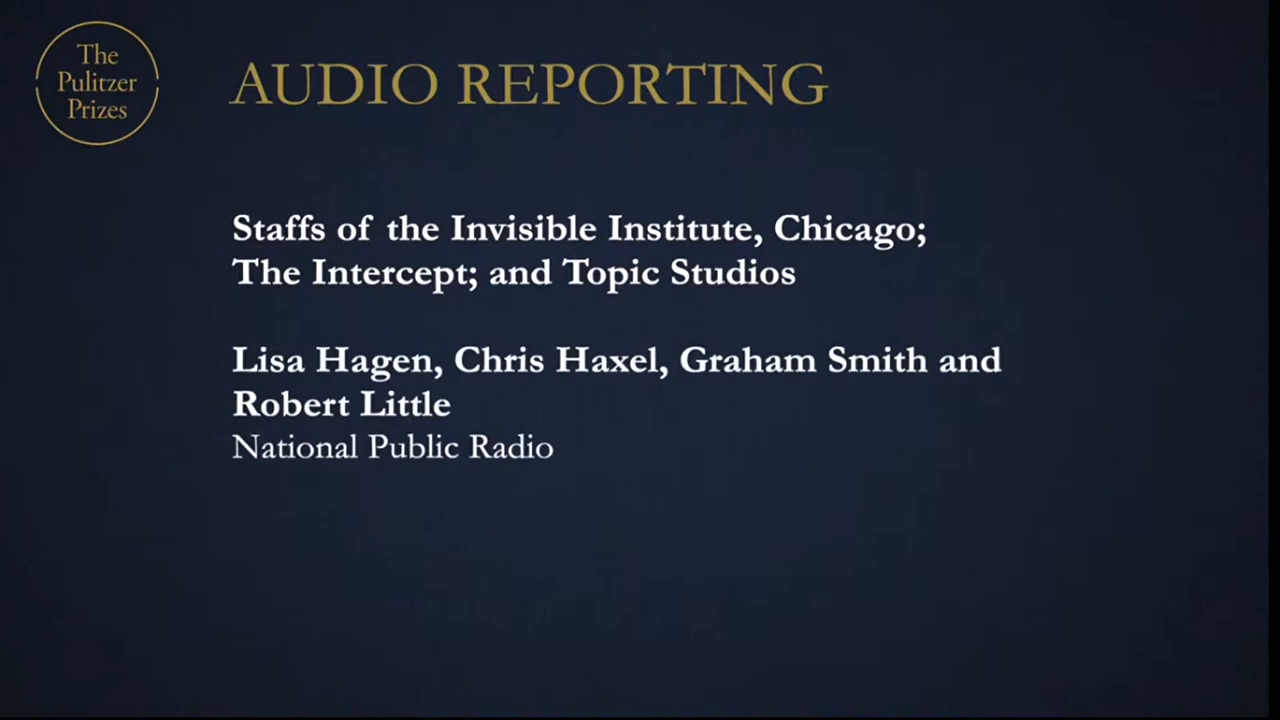 The
Pulitzer
Prizes
AUDIO REPORTING
Staffs of the Invisible Institute, Chicago;
The Intercept; and Topic Studios
Lisa Hagen, Chris Haxel, Graham Smith and
Robert Little
National Public Radio